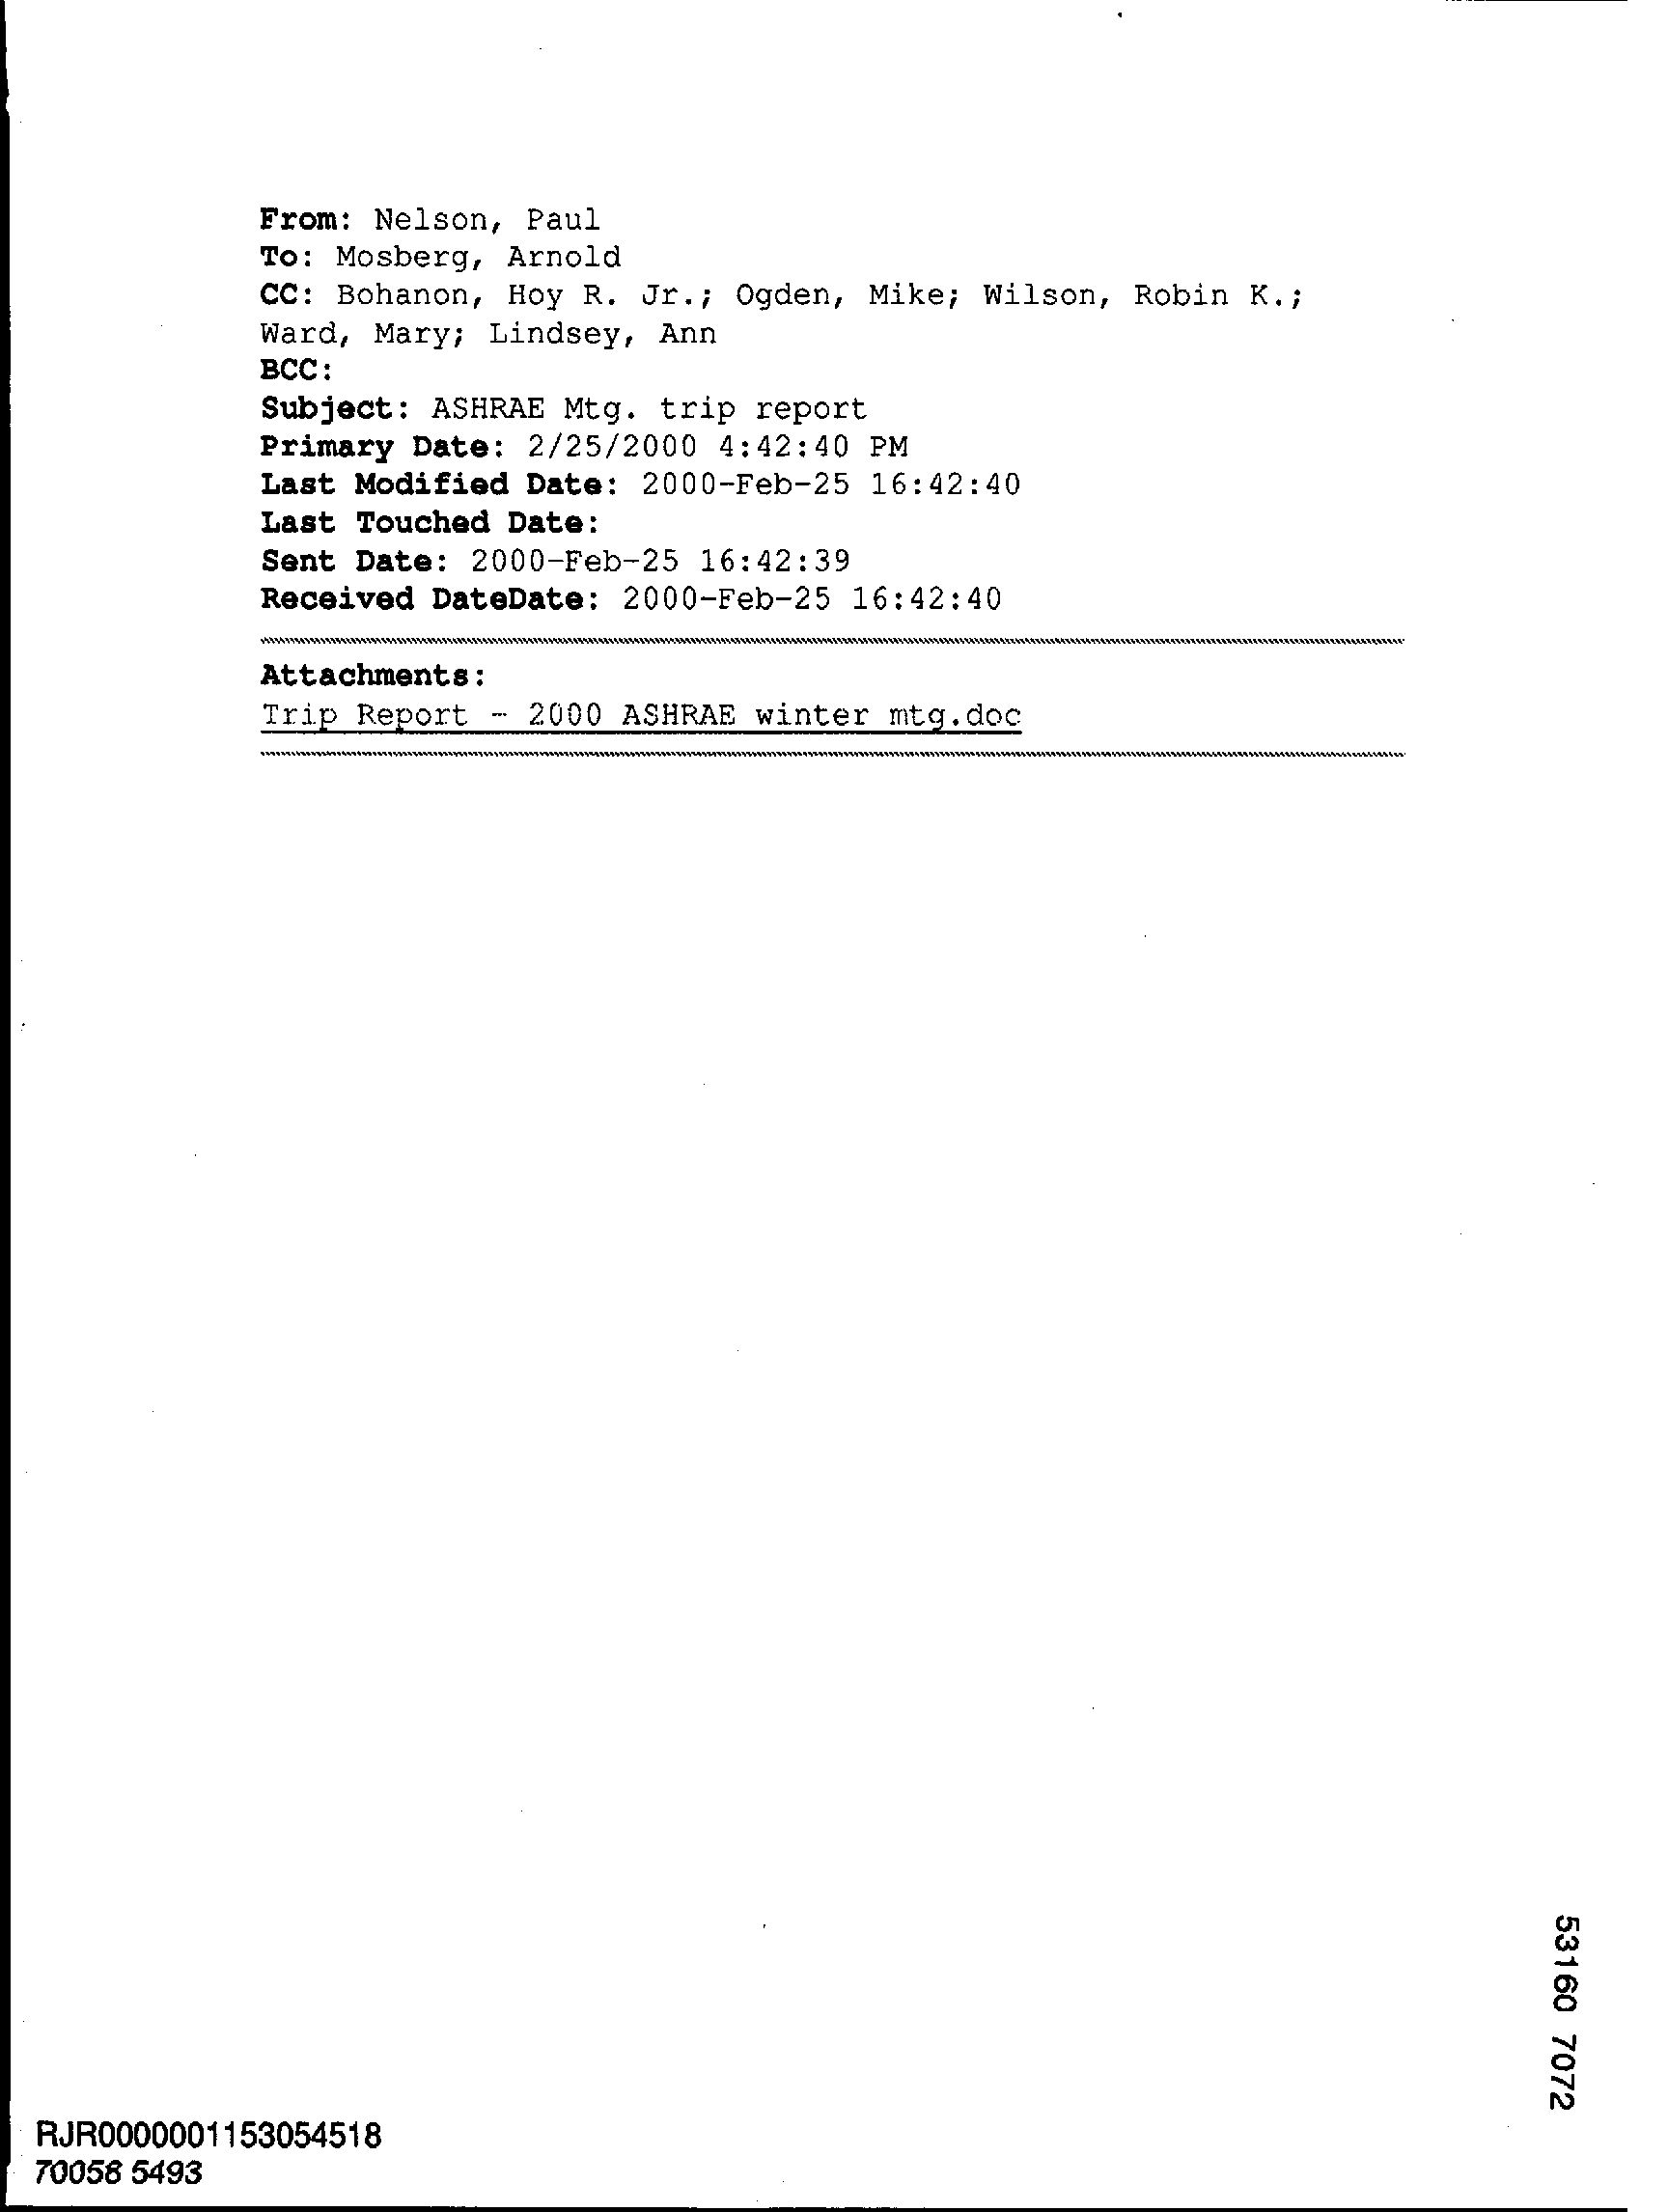 From: Nelson, Paul
To: Mosberg, Arnold
CC: Bohanon, Hoy R. Jr.; Ogden, Mike; Wilson, Robin K.;
Ward, Mary; Lindsey, Ann
BCC:
Subject: ASHRAE Mtg. trip report
Primary Date: 2/25/2000 4:42:40 PM
Last Modified Date: 2000-Feb-25 16:42:40
Last Touched Date:
Sent Date: 2000-Feb-25 16:42:39
Received DateDate: 2000-Feb-25 16:42:40
Attachments:
Trip Report - 2000 ASHRAE winter mtg.doc
53160 7072
RJR0000001153054518
70058 5493